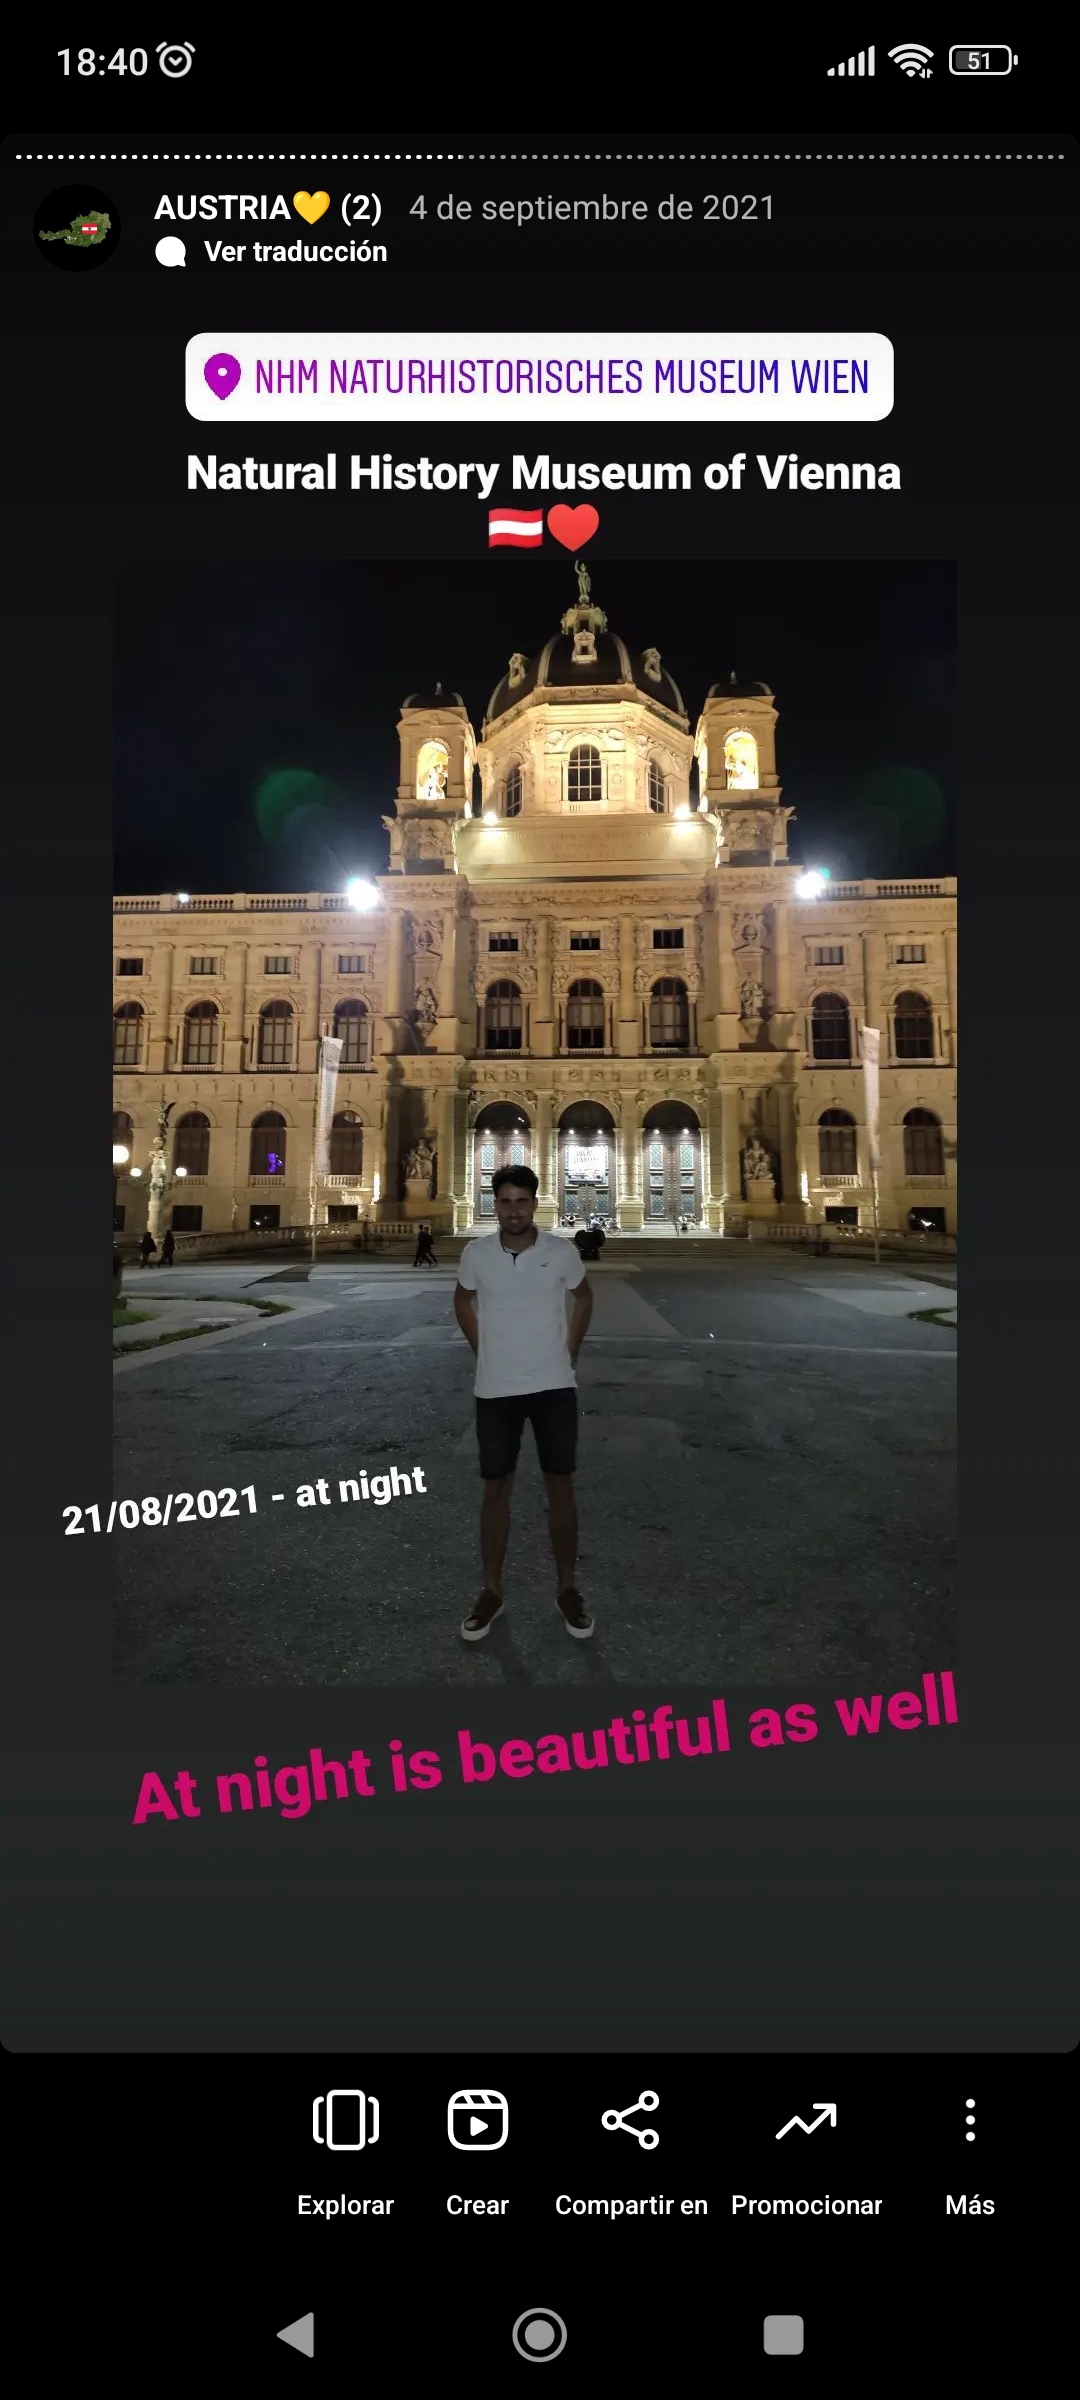 18:40
51
AUSTRIA💛 (2) 4 de septiembre de 2021
Ver traducción
NHM NATURHISTORISCHES MUSEUM WIEN
Natural History Museum of Vienna
🇦🇹❤️
21/08/2021 - at night
At night is beautiful as well
Explorar
Crear
Compartir en
Promocionar
Más